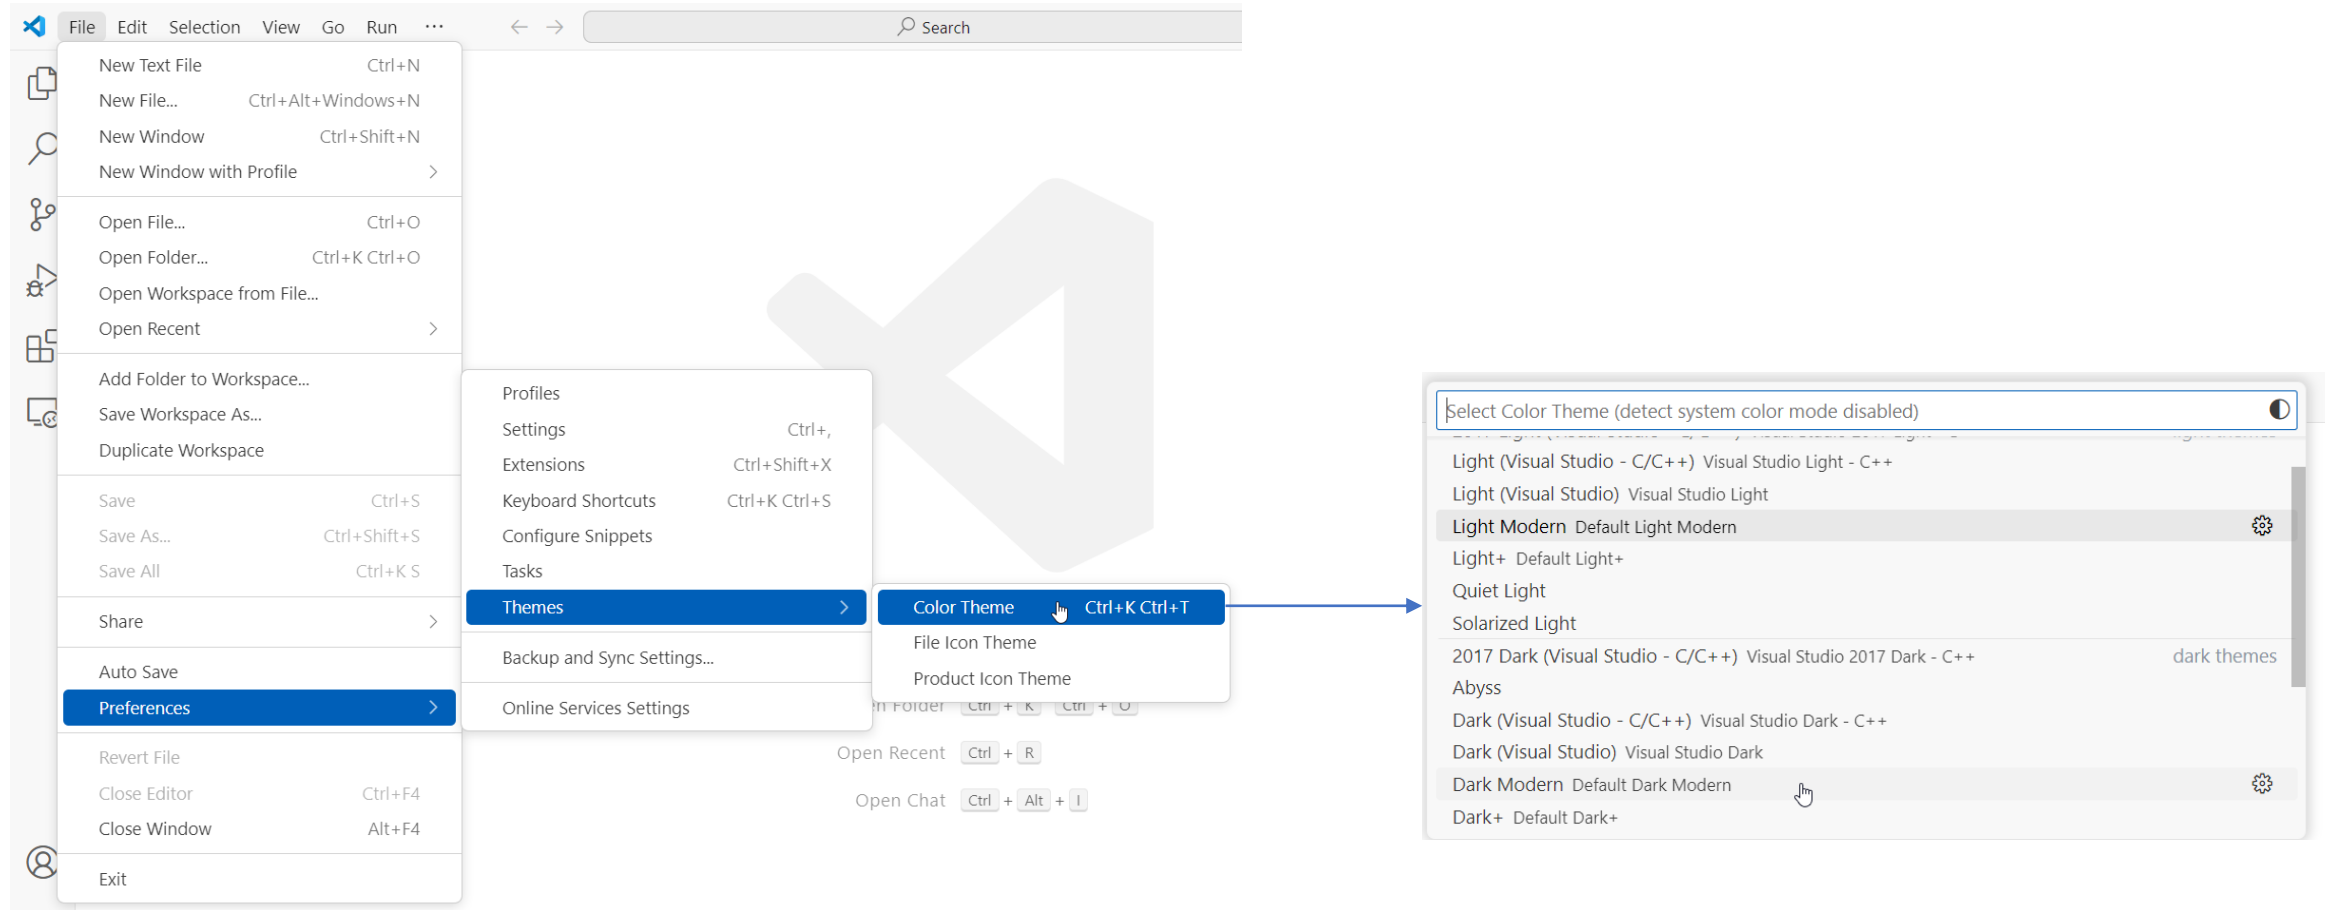 File Edit Selection View Go Run ··· Search
New Text File Ctrl+N
New File... Ctrl+Alt+Windows+N
New Window Ctrl+Shift+N
New Window with Profile
Open File... Ctrl+O
Open Folder... Ctrl+K Ctrl+O
Open Workspace from File...
Open Recent
Add Folder to Workspace...
Save Workspace As...
Duplicate Workspace
Save Ctrl+S
Save As... Ctrl+Shift+S
Save All Ctrl+K S
Share
Auto Save
Preferences
Revert File
Close Editor Ctrl+F4
Close Window Alt+F4
Exit
Profiles
Settings Ctrl+,
Extensions Ctrl+Shift+X
Keyboard Shortcuts Ctrl+K Ctrl+S
Configure Snippets
Tasks
Themes
Backup and Sync Settings...
Online Services Settings
Color Theme Ctrl+K Ctrl+T
File Icon Theme
Product Icon Theme
Folder Ctrl + K Ctrl + O
Open Recent Ctrl + R
Open Chat Ctrl + Alt + I
Select Color Theme (detect system color mode disabled)
Light (Visual Studio - C/C++) Visual Studio Light - C++
Light (Visual Studio) Visual Studio Light
Light Modern Default Light Modern
Light+ Default Light+
Quiet Light
Solarized Light
2017 Dark (Visual Studio - C/C++) Visual Studio 2017 Dark - C++ dark themes
Abyss
Dark (Visual Studio - C/C++) Visual Studio Dark - C++
Dark (Visual Studio) Visual Studio Dark
Dark Modern Default Dark Modern
Dark+ Default Dark+